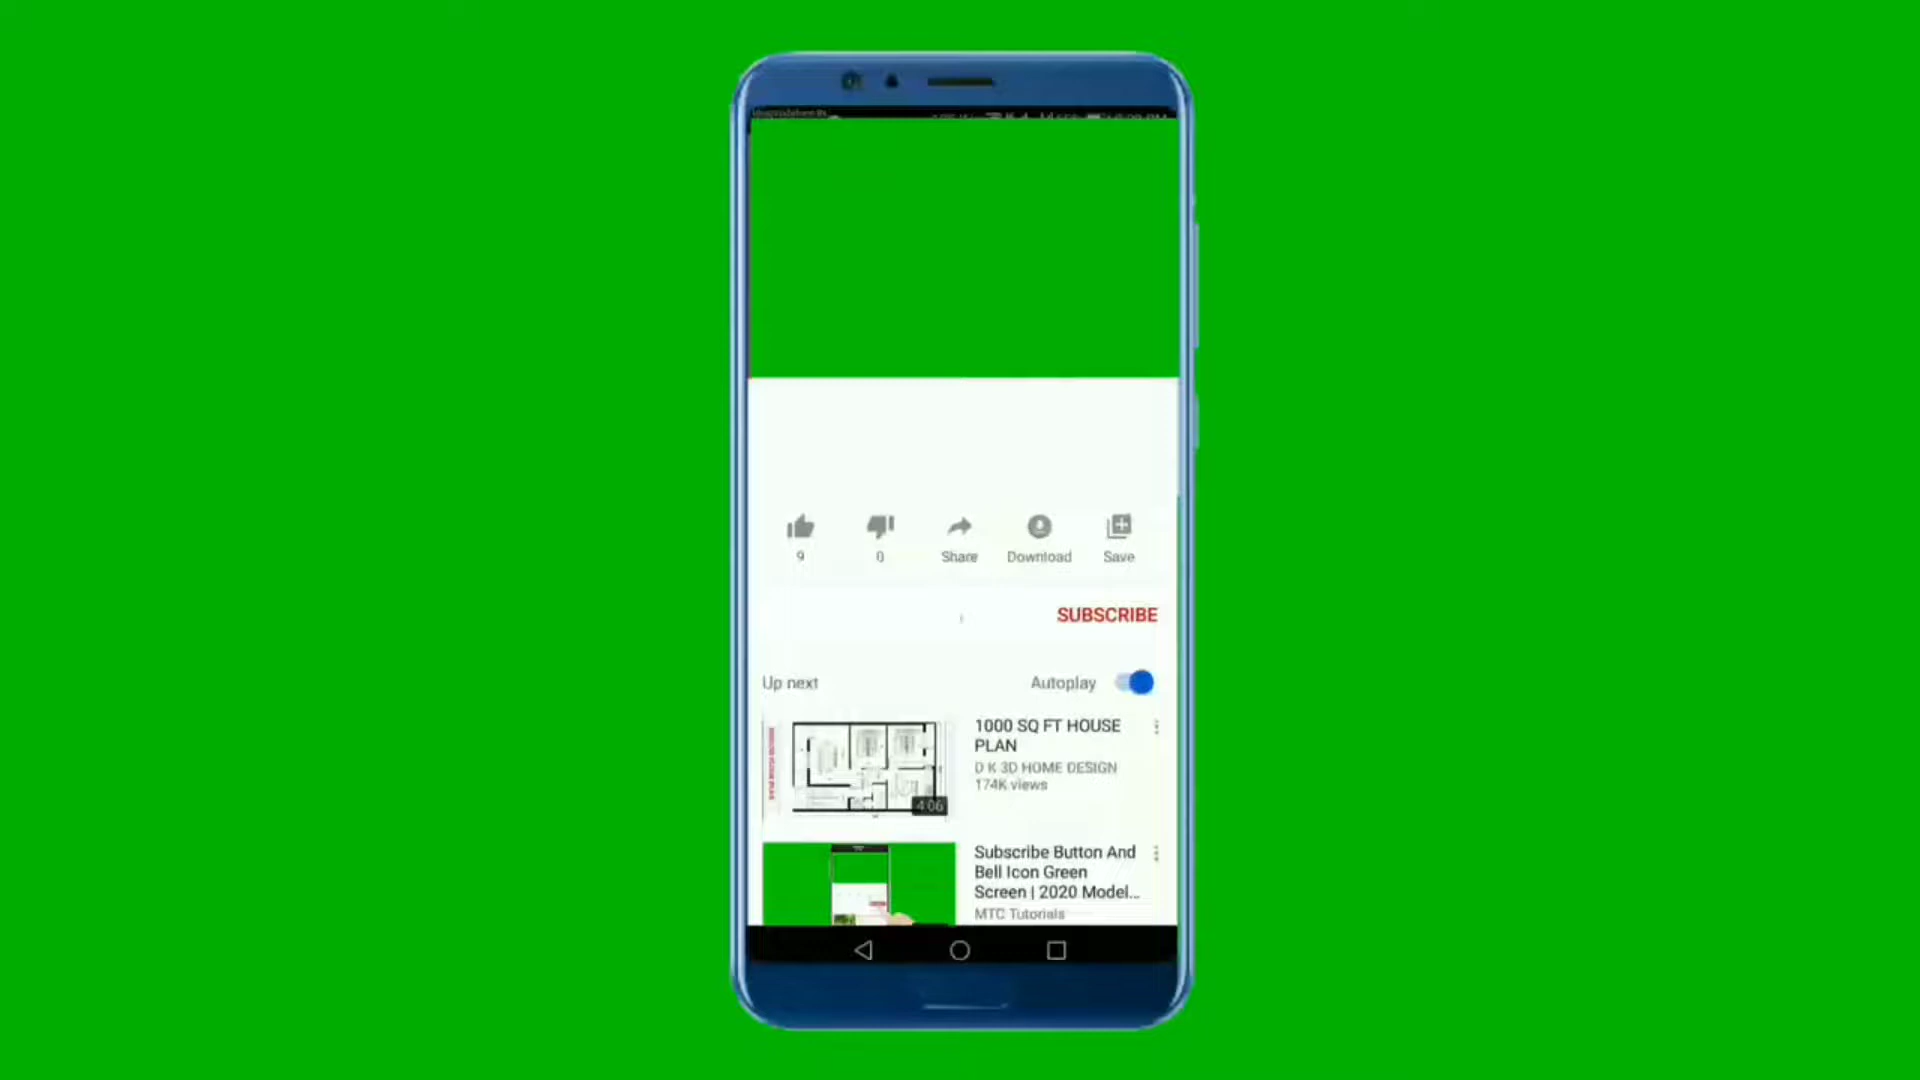 9
0
Share
Download
Save
SUBSCRIBE
Up next
Autoplay
1000 SQ FT HOUSE
PLAN
D K 3D HOME DESIGN
174K views
4:06
Subscribe Button And
Bell Icon Green
Screen | 2020 Model...
MTC Tutorials